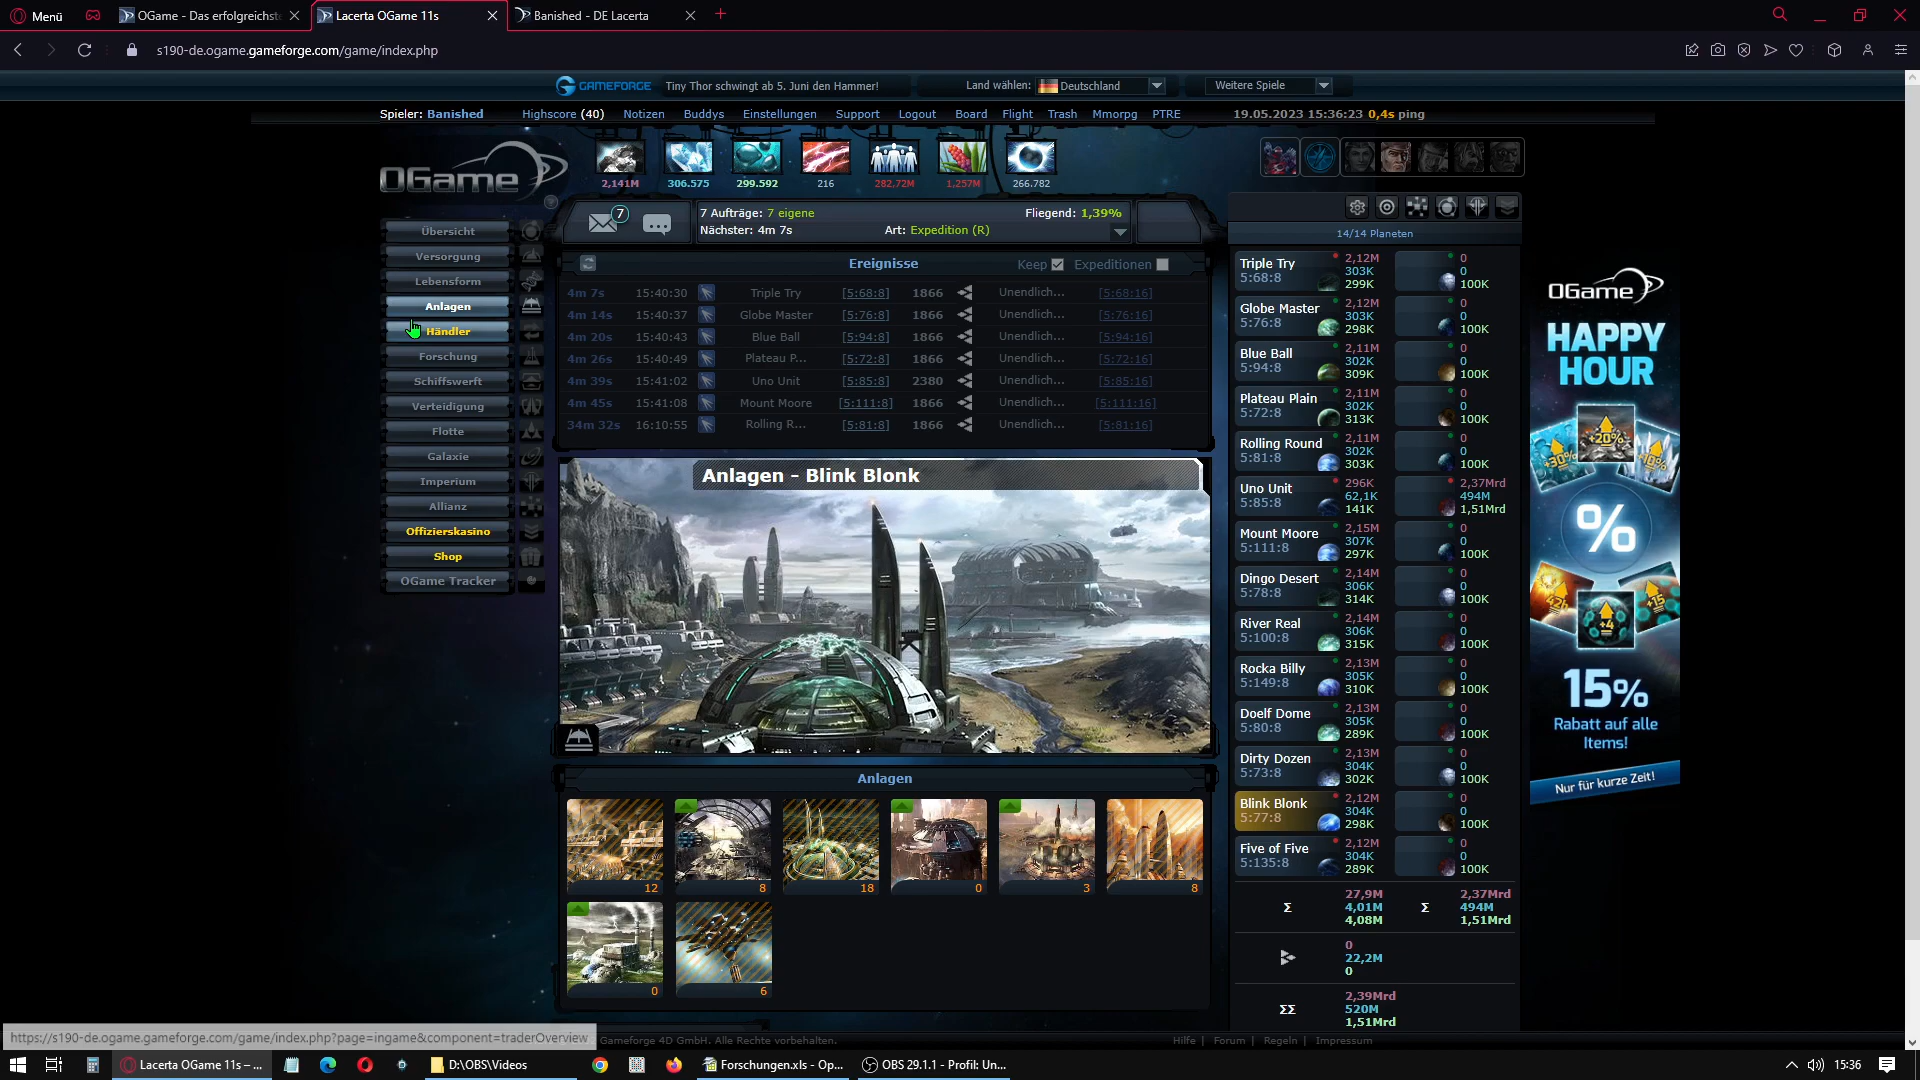 Menü
OGame - Das erfolgreichst
Lacerta OGame 11s
Banished - DE Lacerta
s190-de.ogame.gameforge.com/game/index.php
GAMEFORGE
Tiny Thor schwingt ab 5. Juni den Hammer!
Land wählen:
Deutschland
Weitere Spiele
Spieler: Banished
Highscore (40)
Notizen
Buddys
Einstellungen
Support
Logout
Board
Flight
Trash
Mmorpg
PTRE
19.05.2023 15:36:23 0,4s ping
OGame
2,141M
306.575
299.592
216
282,72M
1,257M
266.782
7
7 Aufträge: 7 eigene
Fliegend: 1,39%
Nächster: 4m 7s
Art: Expedition (R)
Ereignisse
Keep
Expeditionen
4m 7s 15:40:30 Triple Try [5:68:8] 1866 Unendlich... [5:68:16]
4m 14s 15:40:37 Globe Master [5:76:8] 1866 Unendlich... [5:76:16]
4m 20s 15:40:43 Blue Ball [5:94:8] 1866 Unendlich... [5:94:16]
4m 26s 15:40:49 Plateau P... [5:72:8] 1866 Unendlich... [5:72:16]
4m 39s 15:41:02 Uno Unit [5:85:8] 2380 Unendlich... [5:85:16]
4m 45s 15:41:08 Mount Moore [5:111:8] 1866 Unendlich... [5:111:16]
34m 32s 16:10:55 Rolling R... [5:81:8] 1866 Unendlich... [5:81:16]
Übersicht
Versorgung
Lebensform
Anlagen
Händler
Forschung
Schiffswerft
Verteidigung
Flotte
Galaxie
Imperium
Allianz
Offizierskasino
Shop
OGame Tracker
Anlagen - Blink Blonk
Anlagen
12
8
18
0
3
8
0
6
14/14 Planeten
Triple Try 2,12M 0
5:68:8 303K 0
299K 100K
Globe Master 2,12M 0
5:76:8 303K 0
298K 100K
Blue Ball 2,11M 0
5:94:8 302K 0
309K 100K
Plateau Plain 2,11M 0
5:72:8 302K 0
313K 100K
Rolling Round 2,11M 0
5:81:8 302K 0
303K 100K
Uno Unit 296K 2,37Mrd
5:85:8 62,1K 494M
141K 1,51Mrd
Mount Moore 2,15M 0
5:111:8 307K 0
297K 100K
Dingo Desert 2,14M 0
5:78:8 306K 0
314K 100K
River Real 2,14M 0
5:100:8 306K 0
315K 100K
Rocka Billy 2,13M 0
5:149:8 305K 0
310K 100K
Doelf Dome 2,13M 0
5:80:8 305K 0
289K 100K
Dirty Dozen 2,13M 0
5:73:8 304K 0
302K 100K
Blink Blonk 2,12M 0
5:77:8 304K 0
298K 100K
Five of Five 2,12M 0
5:135:8 304K 0
289K 100K
27,9M 2,37Mrd
Σ 4,01M Σ 494M
4,08M 1,51Mrd
0
22,2M
0
2,39Mrd
ΣΣ 520M
1,51Mrd
OGame
HAPPY
HOUR
+30%
+20%
+10%
%
+15
+4
15%
Rabatt auf alle
Items!
Nur für kurze Zeit!
https://s190-de.ogame.gameforge.com/game/index.php?page=ingame&component=traderOverview
Gameforge 4D GmbH. Alle Rechte vorbehalten.
Hilfe | Forum | Regeln | Impressum
Lacerta OGame 11s – ...
D:\OBS\Videos
Forschungen.xls - Op...
OBS 29.1.1 - Profil: Un...
15:36